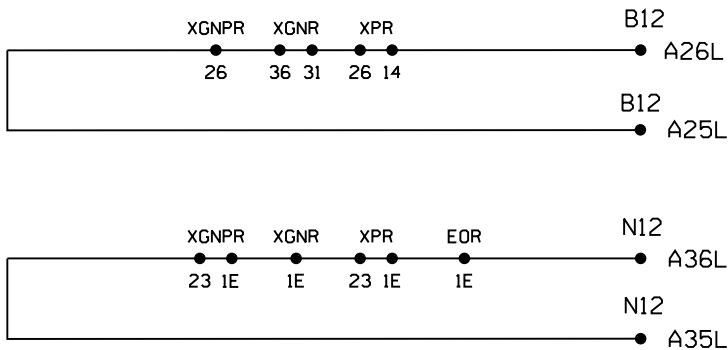 XGNPR XGNR XPR B12
A26L
26 36 31 26 14
B12
A25L
XGNPR XGNR XPR EOR N12
A36L
23 1E 1E 23 1E 1E
N12
A35L